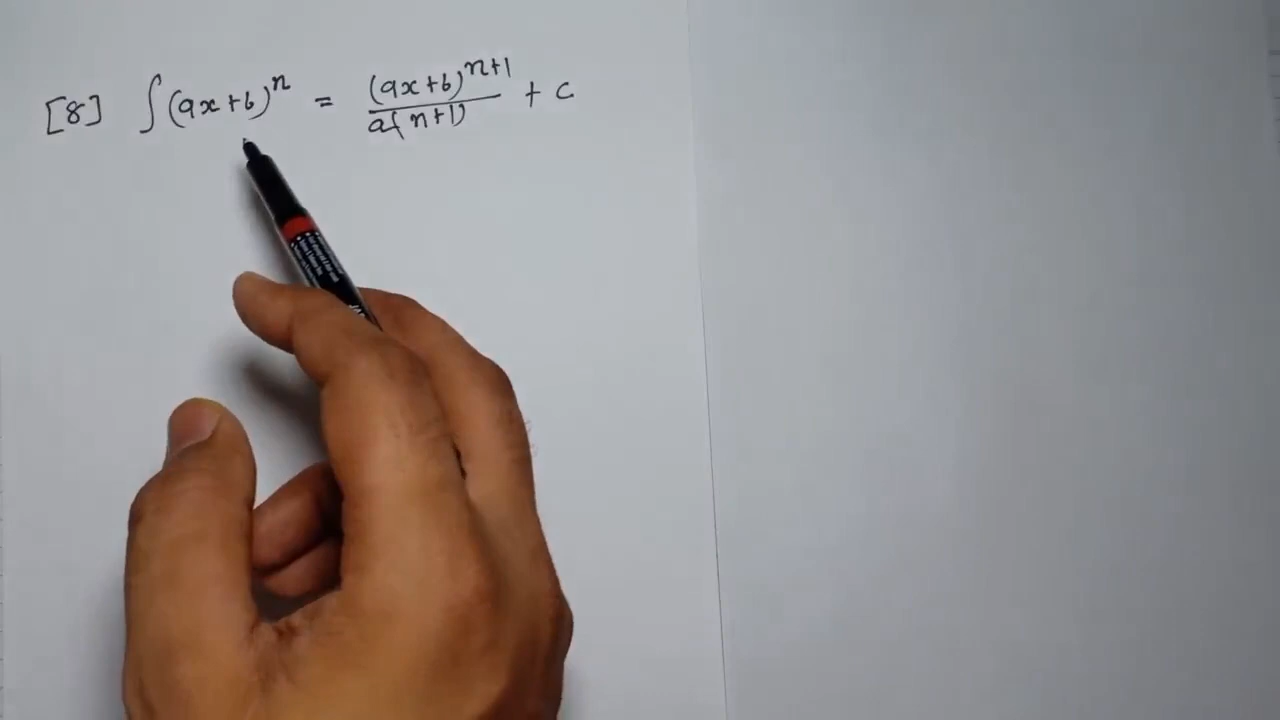 [8] ∫(ax+b)^n = (ax+b)^{n+1} / a(n+1) + c